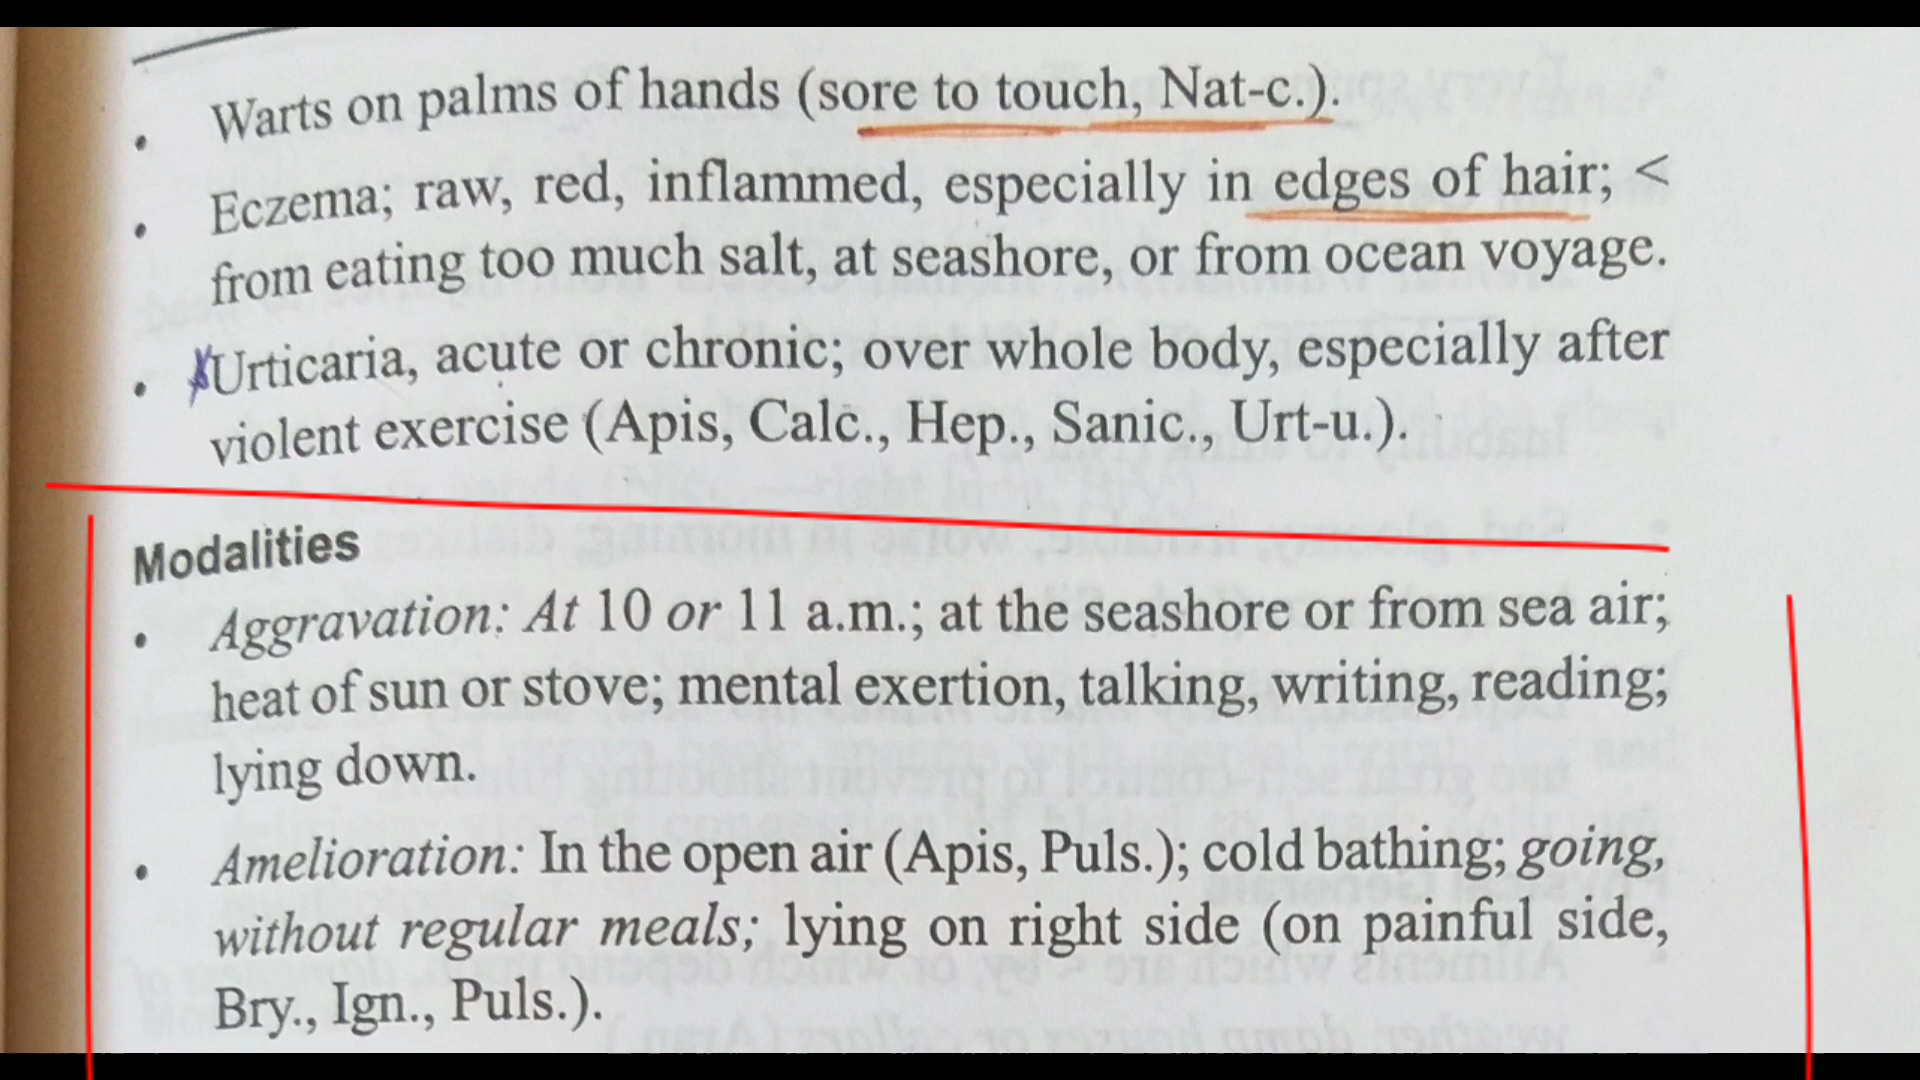 • Warts on palms of hands (sore to touch, Nat-c.).
• Eczema; raw, red, inflammed, especially in edges of hair; <
from eating too much salt, at seashore, or from ocean voyage.
• Urticaria, acute or chronic; over whole body, especially after
violent exercise (Apis, Calc., Hep., Sanic., Urt-u.).
Modalities
• Aggravation: At 10 or 11 a.m.; at the seashore or from sea air;
heat of sun or stove; mental exertion, talking, writing, reading;
lying down.
• Amelioration: In the open air (Apis, Puls.); cold bathing; going,
without regular meals; lying on right side (on painful side,
Bry., Ign., Puls.).